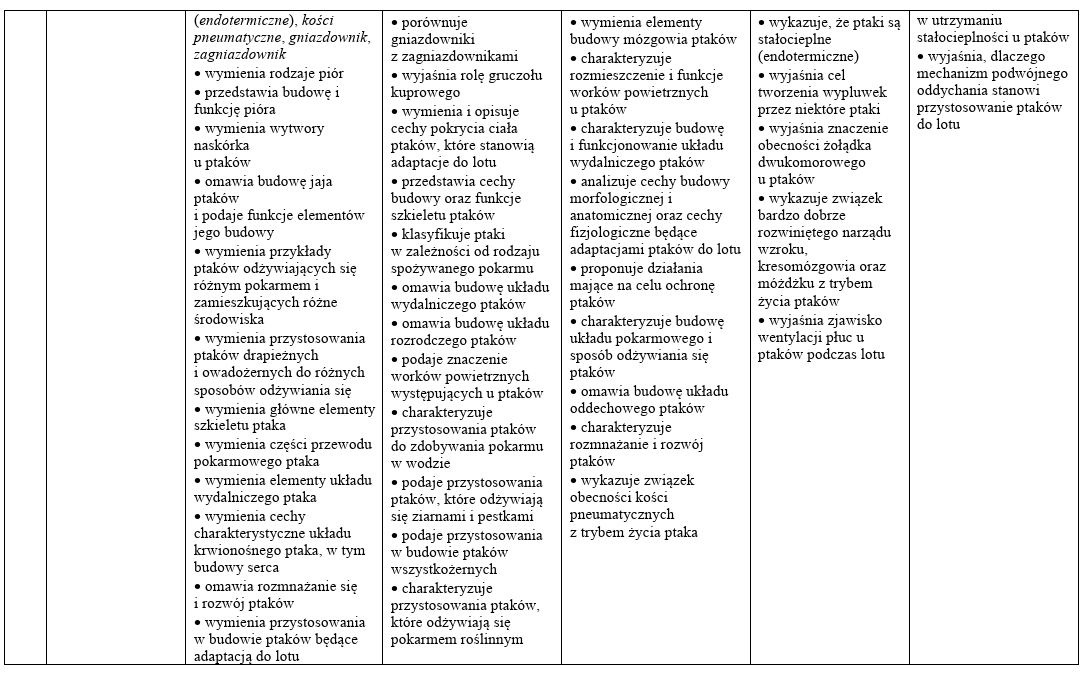 (endotermiczne), kości
pneumatyczne, gniazdownik,
zagniazdownik
• wymienia rodzaje piór
• przedstawia budowę i
funkcję pióra
• wymienia wytwory
naskórka
u ptaków
• omawia budowę jaja
ptaków
i podaje funkcje elementów
jego budowy
• wymienia przykłady
ptaków odżywiających się
różnym pokarmem i
zamieszkujących różne
środowiska
• wymienia przystosowania
ptaków drapieżnych
i owadożernych do różnych
sposobów odżywiania się
• wymienia główne elementy
szkieletu ptaka
• wymienia części przewodu
pokarmowego ptaka
• wymienia elementy układu
wydalniczego ptaka
• wymienia cechy
charakterystyczne układu
krwionośnego ptaka, w tym
budowy serca
• omawia rozmnażanie się
i rozwój ptaków
• wymienia przystosowania
w budowie ptaków będące
adaptacją do lotu
• porównuje
gniazdowniki
z zagniazdownikami
• wyjaśnia rolę gruczołu
kuprowego
• wymienia i opisuje
cechy pokrycia ciała
ptaków, które stanowią
adaptacje do lotu
• przedstawia cechy
budowy oraz funkcje
szkieletu ptaków
• klasyfikuje ptaki
w zależności od rodzaju
spożywanego pokarmu
• omawia budowę układu
wydalniczego ptaków
• omawia budowę układu
rozrodczego ptaków
• podaje znaczenie
worków powietrznych
występujących u ptaków
• charakteryzuje
przystosowania ptaków
do zdobywania pokarmu
w wodzie
• podaje przystosowania
ptaków, które odżywiają
się ziarnami i pestkami
• podaje przystosowania
w budowie ptaków
wszystkożernych
• charakteryzuje
przystosowania ptaków,
które odżywiają się
pokarmem roślinnym
• wymienia elementy
budowy mózgowia ptaków
• charakteryzuje
rozmieszczenie i funkcje
worków powietrznych
u ptaków
• charakteryzuje budowę
i funkcjonowanie układu
wydalniczego ptaków
• analizuje cechy budowy
morfologicznej i
anatomicznej oraz cechy
fizjologiczne będące
adaptacjami ptaków do lotu
• proponuje działania
mające na celu ochronę
ptaków
• charakteryzuje budowę
układu pokarmowego i
sposób odżywiania się
ptaków
• omawia budowę układu
oddechowego ptaków
• charakteryzuje
rozmnażanie i rozwój
ptaków
• wykazuje związek
obecności kości
pneumatycznych
z trybem życia ptaka
• wykazuje, że ptaki są
stałocieplne
(endotermiczne)
• wyjaśnia cel
tworzenia wypluwek
przez niektóre ptaki
• wyjaśnia znaczenie
obecności żołądka
dwukomorowego
u ptaków
• wykazuje związek
bardzo dobrze
rozwiniętego narządu
wzroku,
kresomózgowia oraz
móżdżku z trybem
życia ptaków
• wyjaśnia zjawisko
wentylacji płuc u
ptaków podczas lotu
w utrzymaniu
stałocieplności u ptaków
• wyjaśnia, dlaczego
mechanizm podwójnego
oddychania stanowi
przystosowanie ptaków
do lotu